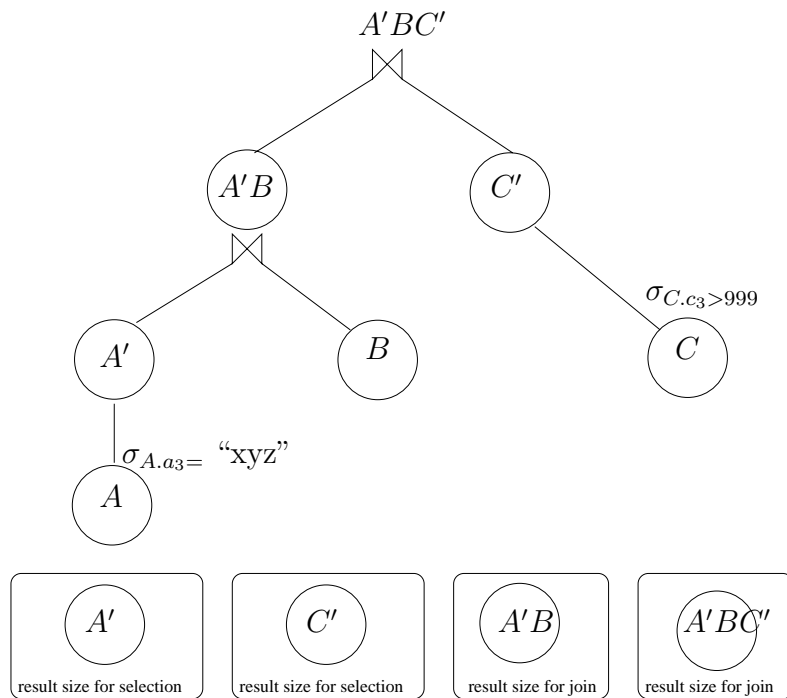 A′BC′
A′B
C′
σ_{C.c₃>999}
A′
B
C
σ_{A.a₃=} “xyz”
A
A′
C′
A′B
A′BC′
result size for selection
result size for selection
result size for join
result size for join